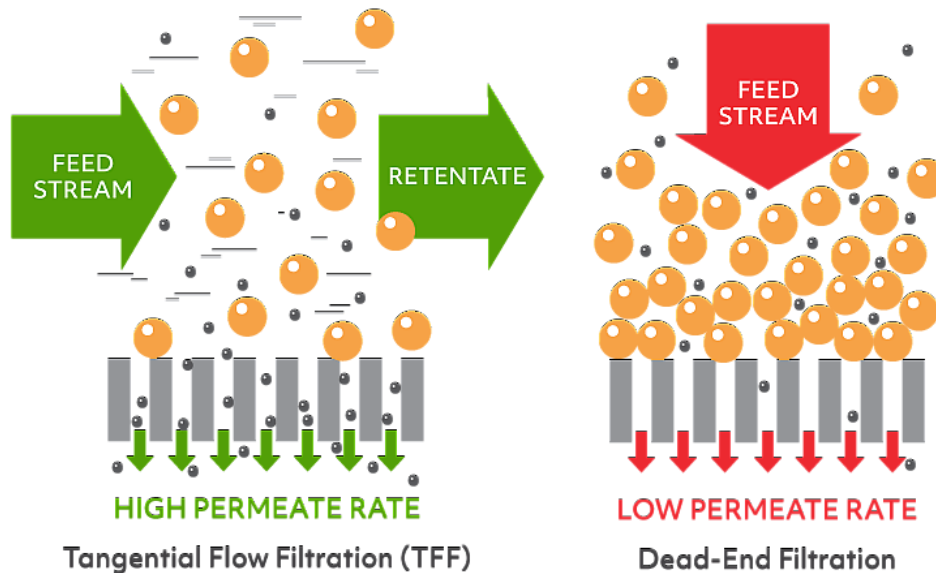 FEED
STREAM
RETENTATE
HIGH PERMEATE RATE
Tangential Flow Filtration (TFF)
FEED
STREAM
LOW PERMEATE RATE
Dead-End Filtration